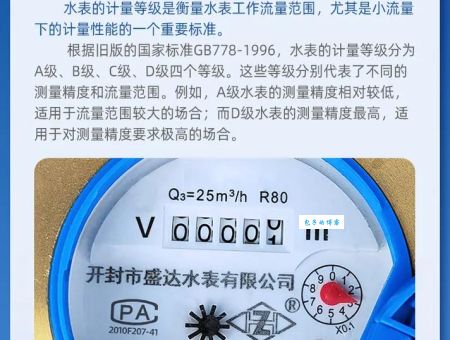 水表的计量等级是衡量水表工作流量范围，尤其是小流量
下的计量性能的一个重要标准。
根据旧版的国家标准GB778-1996，水表的计量等级分为
A级、B级、C级、D级四个等级。这些等级分别代表了不同的
测量精度和流量范围。例如，A级水表的测量精度相对较低，
适用于流量范围较大的场合；而D级水表的测量精度最高，适
用于对测量精度要求极高的场合。
Q₃=25m³/h R80
V 0000
包子的博客
开封市盛达水表有限公司
PA
2010F207-41
X0,1